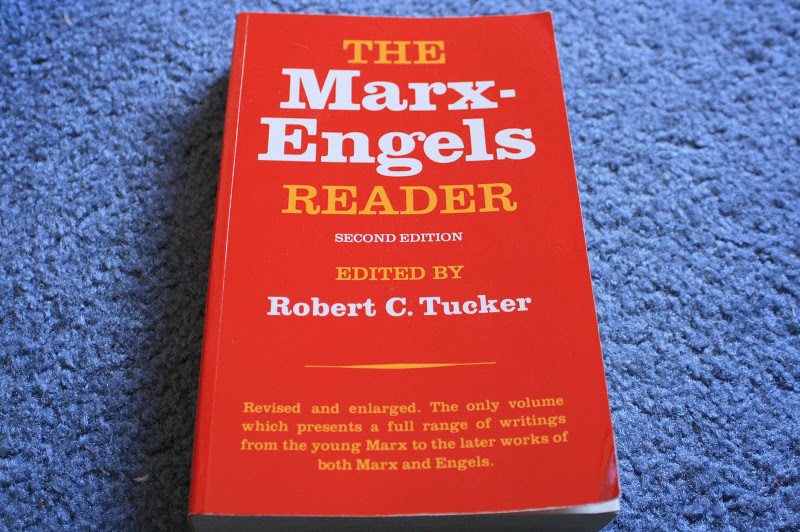 THE
Marx-
Engels
READER
SECOND EDITION
EDITED BY
Robert C. Tucker
Revised and enlarged. The only volume
which presents a full range of writings
from the young Marx to the later works of
both Marx and Engels.